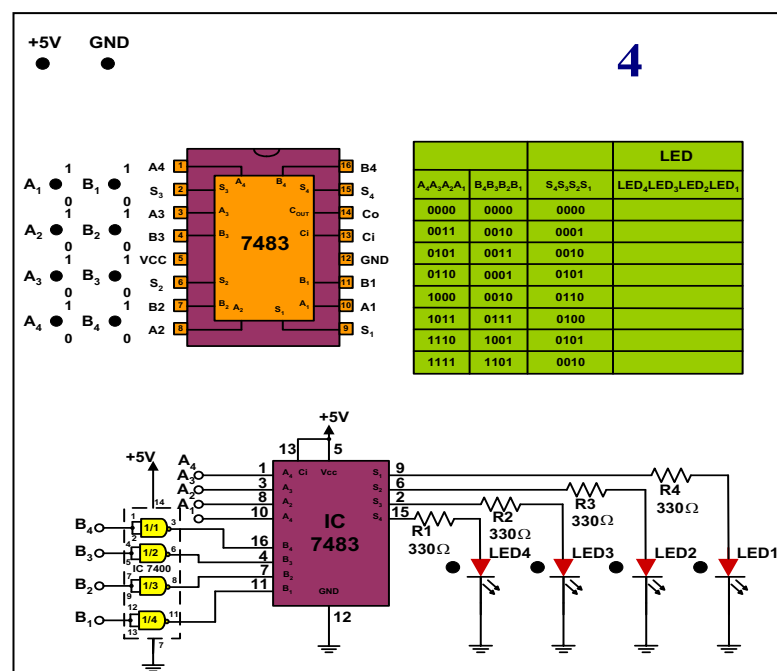 +5V GND
4
1 1
A1 B1
0 0
1 1
A2 B2
0 0
1 1
A3 B3
0 0
1 1
A4 B4
0 0
A4 1 A4 B4 16 B4
S3 2 S3 S4 15 S4
A3 3 A3 COUT 14 Co
B3 4 B3 Ci 13 Ci
7483
VCC 5 12 GND
S2 6 S2 B1 11 B1
B2 7 B2 A1 10 A1
A2 8 A2 S1 9 S1
LED
A4A3A2A1 B4B3B2B1 S4S3S2S1 LED4LED3LED2LED1
0000 0000 0000
0011 0010 0001
0101 0011 0010
0110 0001 0101
1000 0010 0110
1011 0111 0100
1110 1001 0101
1111 1101 0010
+5V
13 5
+5V
A4 1 A4 Ci Vcc S1 9
A3 3 A3 S2 6 R4
A2 8 A2 S3 2 R3 330Ω
A1 10 A4 S4 15 R1 R2 330Ω
330Ω 330Ω
IC
7483
14
B4 1 2 1/1 3 16 B4
B3 4 5 1/2 6 4 B3
IC 7400
B2 7 9 1/3 8 7 B2
B1 12 13 1/4 11 11 B1
7
GND
12
LED4 LED3 LED2 LED1